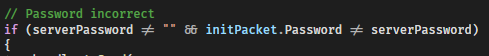 // Password incorrect
if (serverPassword != "" && initPacket.Password != serverPassword)
{